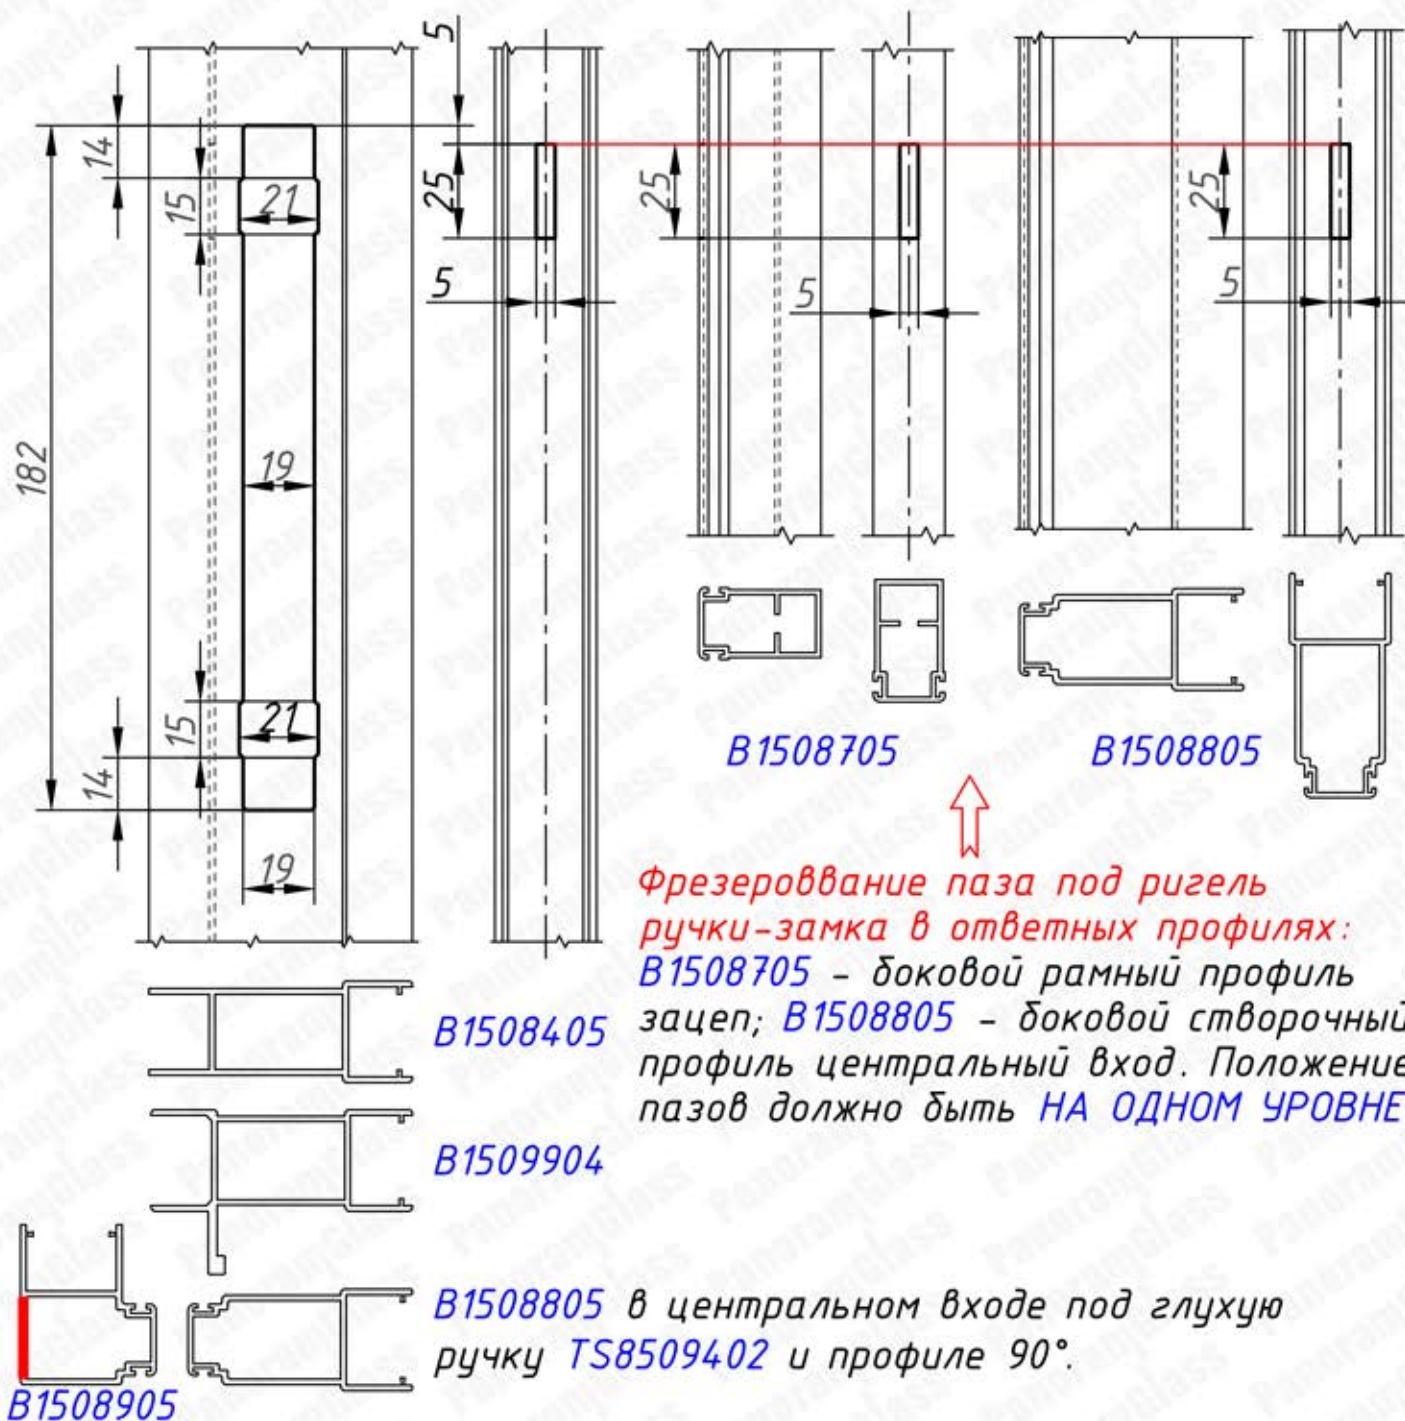 5
14
15
21
25
25
25
5
5
5
182
19
15
21
14
19
B1508705
B1508805
Фрезероввание паза под ригель
ручки-замка в ответных профилях:
B1508705 - боковой рамный профиль
зацеп; B1508805 - боковой створочный
профиль центральный вход. Положение
пазов должно быть НА ОДНОМ УРОВНЕ
B1508405
B1509904
B1508805 в центральном входе под глухую
ручку TS8509402 и профиле 90°.
B1508905
PanoramGlass